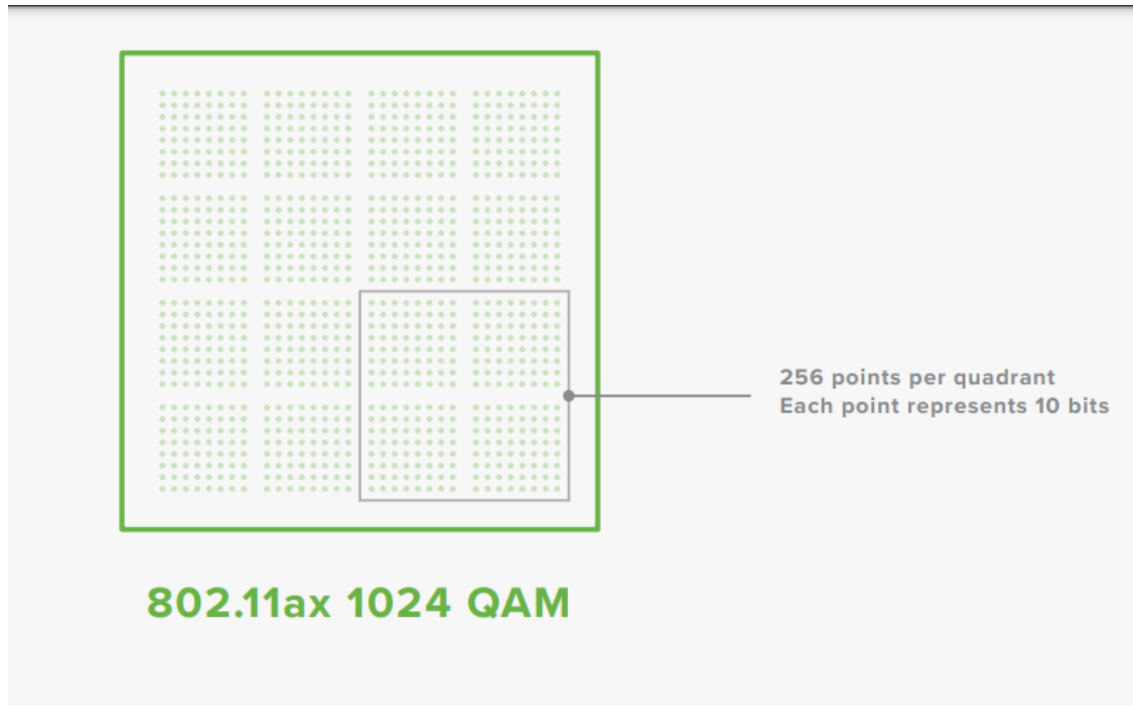 256 points per quadrant
Each point represents 10 bits
802.11ax 1024 QAM